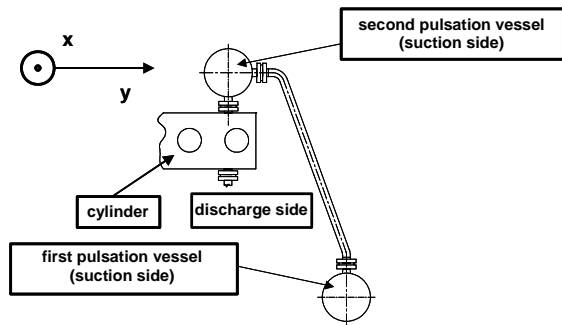 second pulsation vessel
(suction side)
x
y
cylinder
discharge side
first pulsation vessel
(suction side)